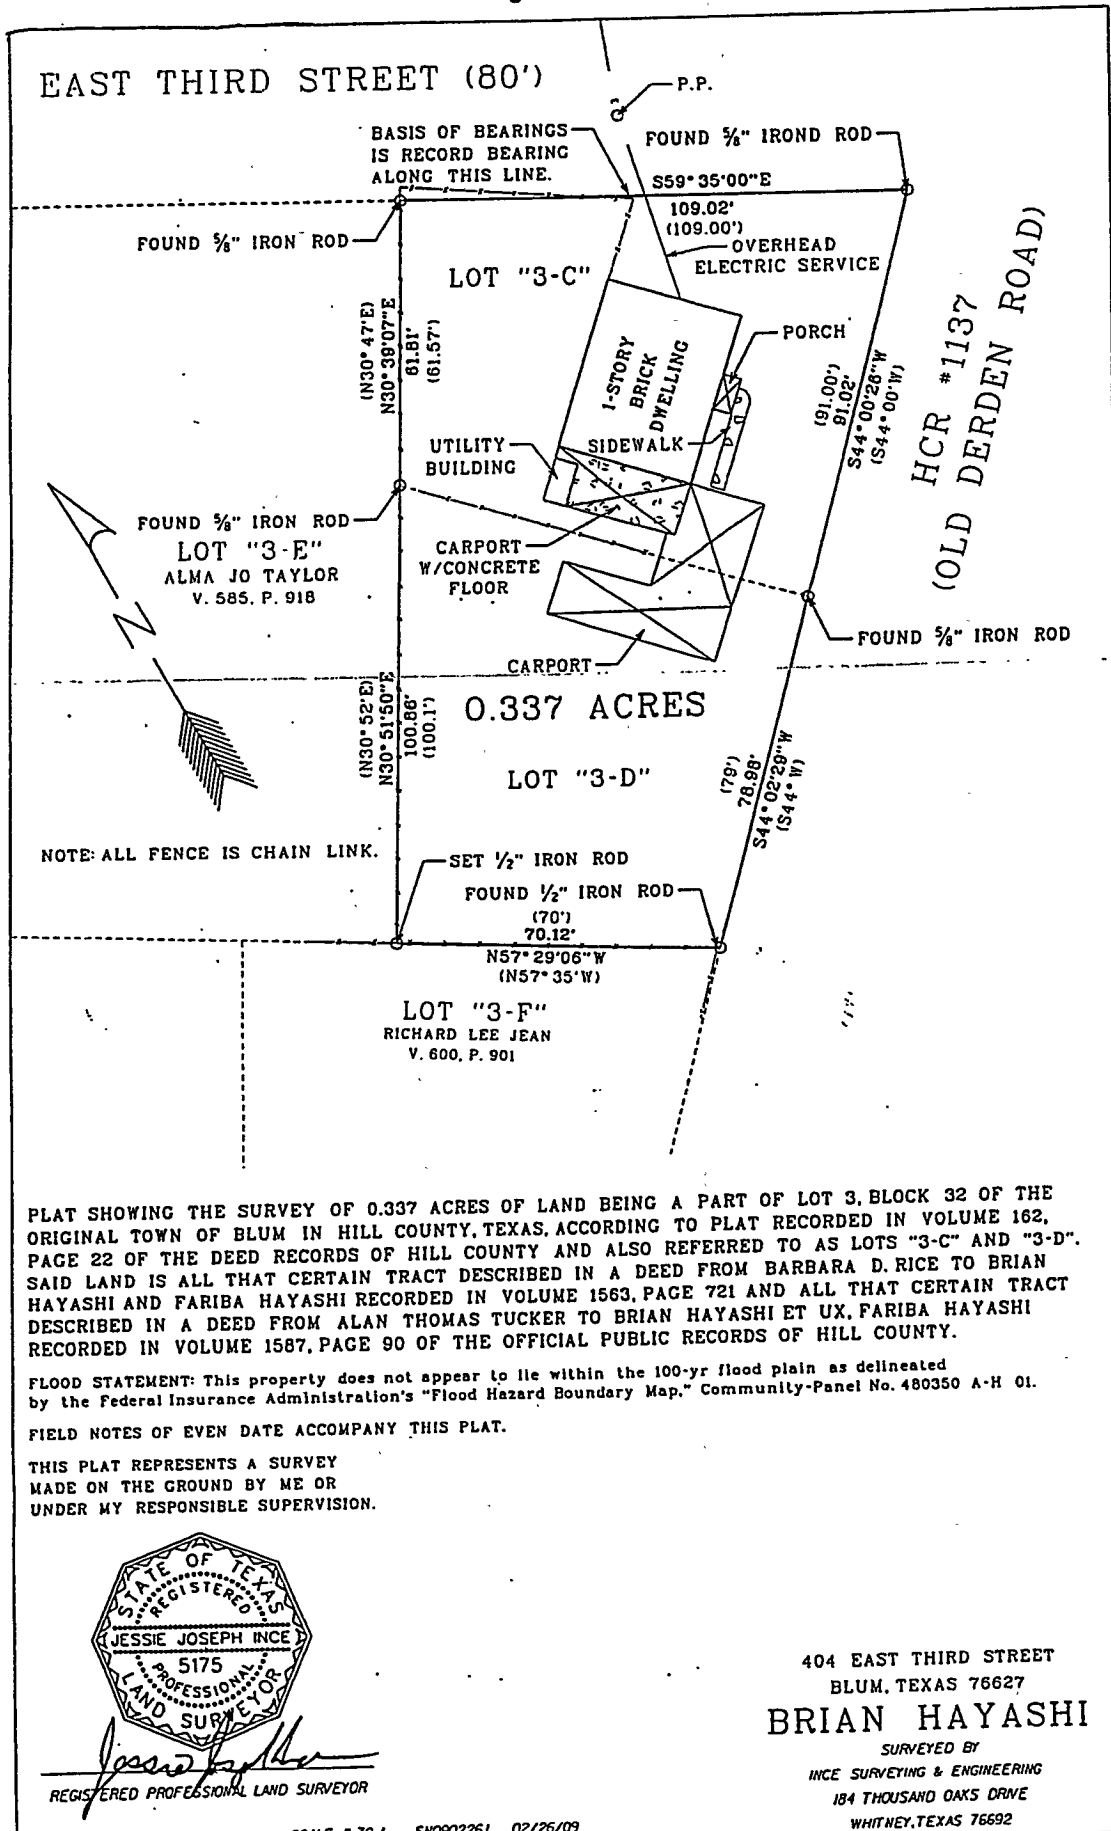 EAST THIRD STREET (80')
P.P.
BASIS OF BEARINGS
IS RECORD BEARING
ALONG THIS LINE.
FOUND 5/8" IROND ROD
S59°35'00"E
109.02'
(109.00')
FOUND 5/8" IRON ROD
OVERHEAD
ELECTRIC SERVICE
LOT "3-C"
HCR #1137
(OLD DERDEN ROAD)
(N30°47'E)
N30°39'07"E
61.81'
(61.57')
PORCH
1-STORY
BRICK
DWELLING
(91.00')
91.02'
S44°00'28"W
(S44°00'W)
UTILITY
BUILDING
SIDEWALK
FOUND 5/8" IRON ROD
LOT "3-E"
ALMA JO TAYLOR
V. 585, P. 918
CARPORT
W/CONCRETE
FLOOR
N
FOUND 5/8" IRON ROD
CARPORT
0.337 ACRES
(N30°52'E)
N30°51'50"E
100.86'
(100.1')
LOT "3-D"
(79')
78.98'
S44°02'29"W
(S44°W)
NOTE: ALL FENCE IS CHAIN LINK.
SET 1/2" IRON ROD
FOUND 1/2" IRON ROD
(70')
70.12'
N57°29'06"W
(N57°35'W)
LOT "3-F"
RICHARD LEE JEAN
V. 600, P. 901
PLAT SHOWING THE SURVEY OF 0.337 ACRES OF LAND BEING A PART OF LOT 3, BLOCK 32 OF THE
ORIGINAL TOWN OF BLUM IN HILL COUNTY, TEXAS, ACCORDING TO PLAT RECORDED IN VOLUME 162,
PAGE 22 OF THE DEED RECORDS OF HILL COUNTY AND ALSO REFERRED TO AS LOTS "3-C" AND "3-D".
SAID LAND IS ALL THAT CERTAIN TRACT DESCRIBED IN A DEED FROM BARBARA D. RICE TO BRIAN
HAYASHI AND FARIBA HAYASHI RECORDED IN VOLUME 1563, PAGE 721 AND ALL THAT CERTAIN TRACT
DESCRIBED IN A DEED FROM ALAN THOMAS TUCKER TO BRIAN HAYASHI ET UX, FARIBA HAYASHI
RECORDED IN VOLUME 1587, PAGE 90 OF THE OFFICIAL PUBLIC RECORDS OF HILL COUNTY.
FLOOD STATEMENT: This property does not appear to lie within the 100-yr flood plain as delineated
by the Federal Insurance Administration's "Flood Hazard Boundary Map," Community-Panel No. 480350 A-H 01.
FIELD NOTES OF EVEN DATE ACCOMPANY THIS PLAT.
THIS PLAT REPRESENTS A SURVEY
MADE ON THE GROUND BY ME OR
UNDER MY RESPONSIBLE SUPERVISION.
STATE OF TEXAS
REGISTERED
JESSIE JOSEPH INCE
5175
PROFESSIONAL
LAND SURVEYOR
REGISTERED PROFESSIONAL LAND SURVEYOR
404 EAST THIRD STREET
BLUM, TEXAS 76627
BRIAN HAYASHI
SURVEYED BY
INCE SURVEYING & ENGINEERING
184 THOUSAND OAKS DRIVE
WHITNEY, TEXAS 76692
02/26/09